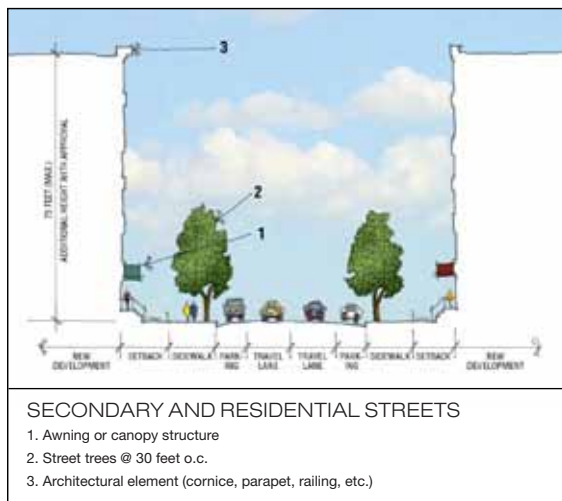 3
75 FEET (MAX.)
ADDITIONAL HEIGHT WITH APPROVAL
2
1
NEW DEVELOPMENT
SETBACK
SIDEWALK
PARK-ING
TRAVEL LANE
TRAVEL LANE
PARK-ING
SIDEWALK
SETBACK
NEW DEVELOPMENT
SECONDARY AND RESIDENTIAL STREETS
1. Awning or canopy structure
2. Street trees @ 30 feet o.c.
3. Architectural element (cornice, parapet, railing, etc.)